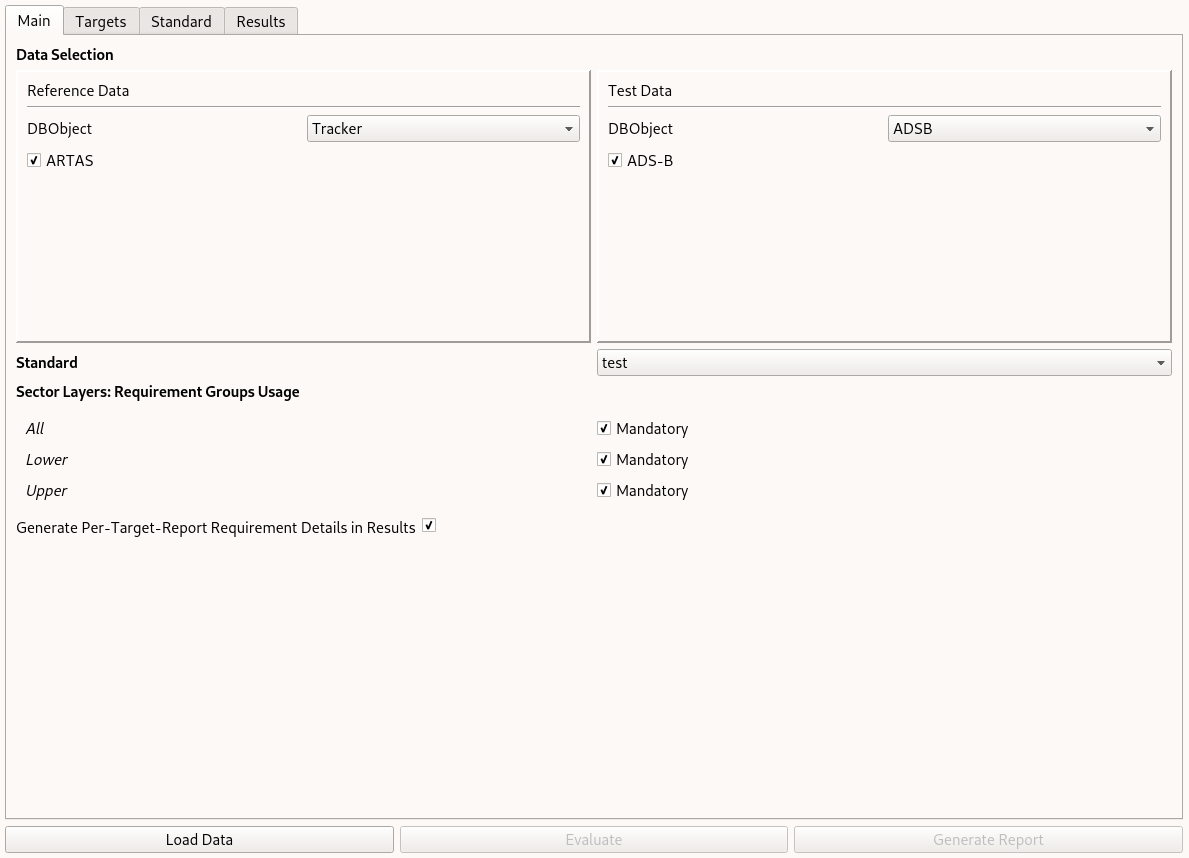 Main Targets Standard Results
Data Selection
Reference Data
DBObject Tracker
ARTAS
Test Data
DBObject ADSB
ADS-B
Standard test
Sector Layers: Requirement Groups Usage
All Mandatory
Lower Mandatory
Upper Mandatory
Generate Per-Target-Report Requirement Details in Results
Load Data Evaluate Generate Report